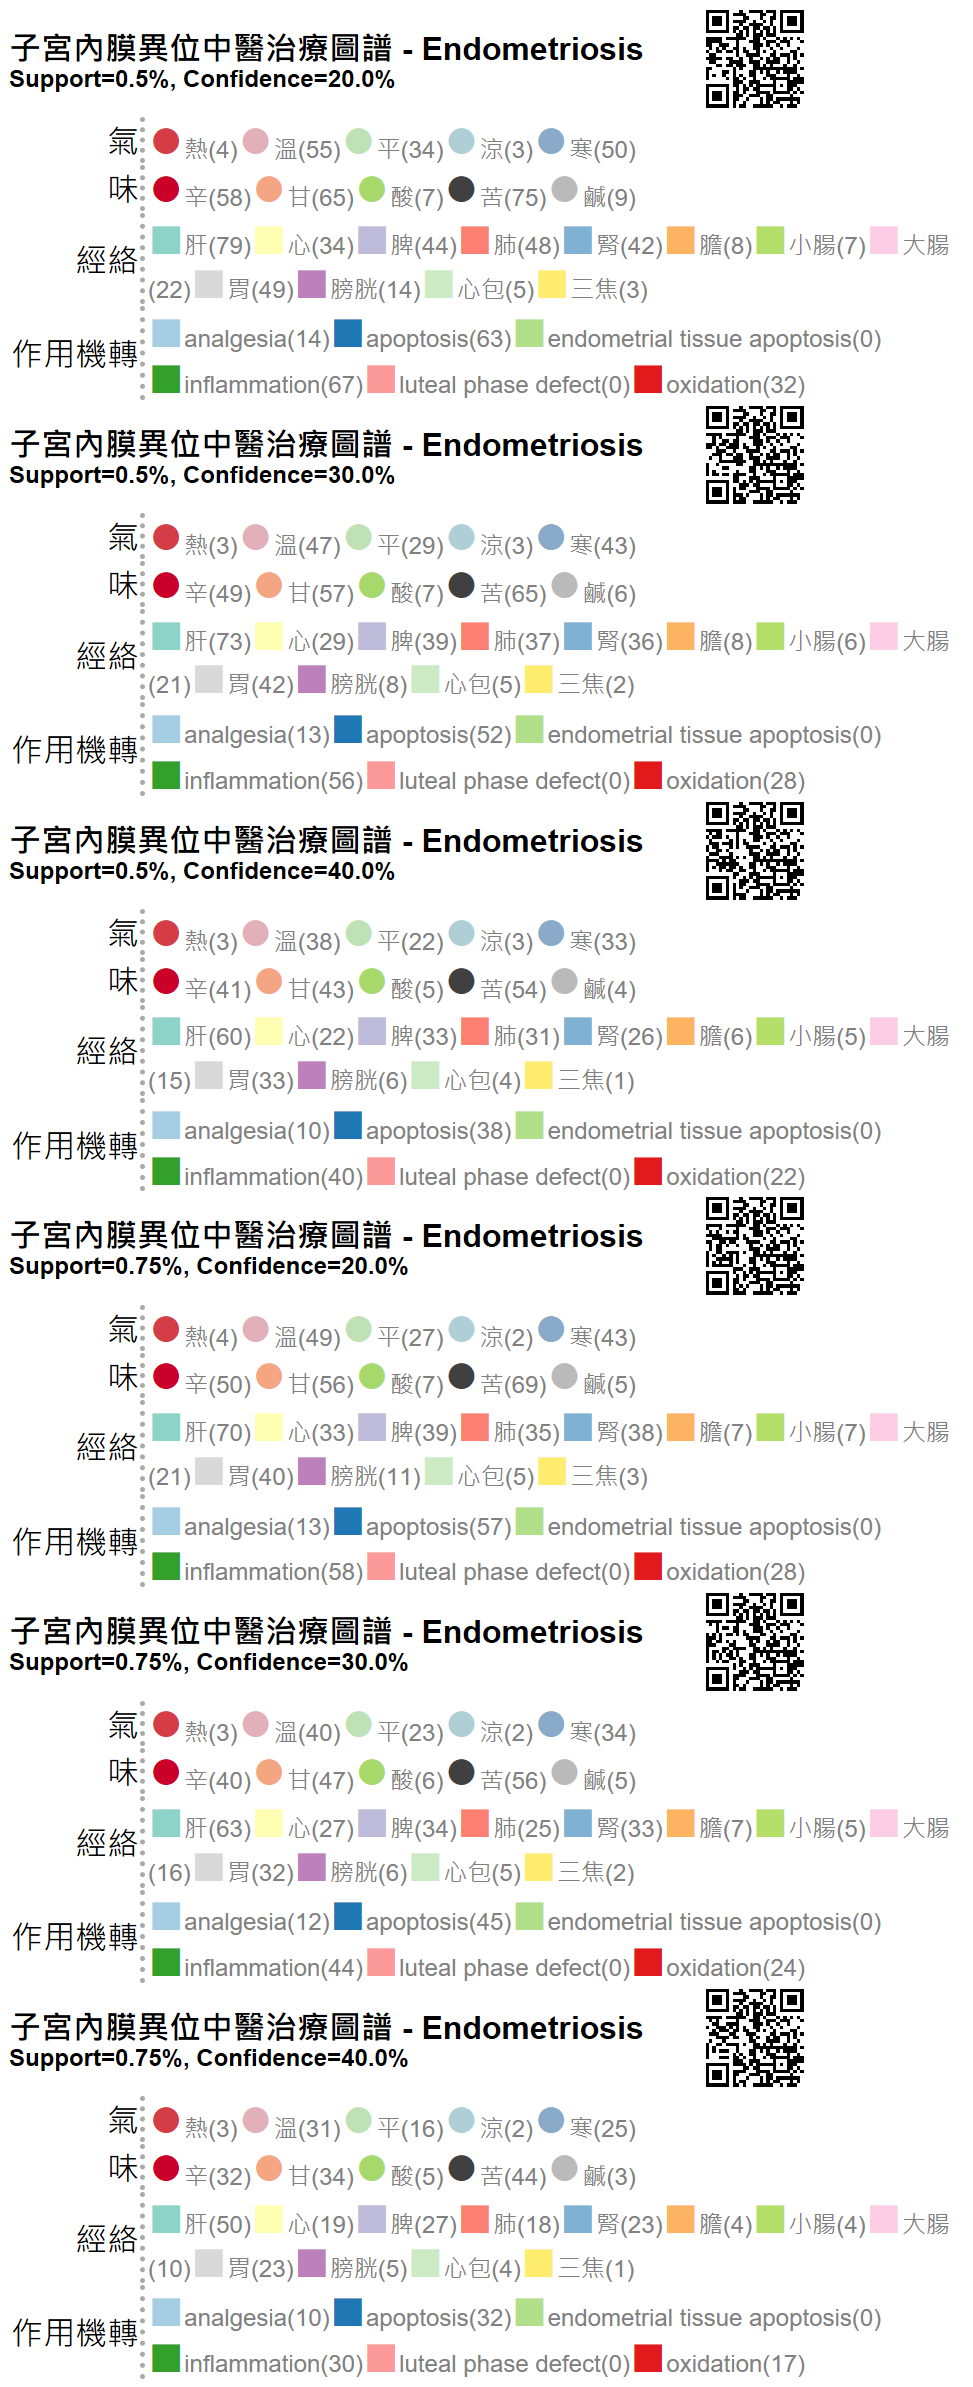 子宮內膜異位中醫治療圖譜 - Endometriosis
Support=0.5%, Confidence=20.0%
氣 熱(4) 溫(55) 平(34) 涼(3) 寒(50)
味 辛(58) 甘(65) 酸(7) 苦(75) 鹹(9)
經絡 肝(79) 心(34) 脾(44) 肺(48) 腎(42) 膽(8) 小腸(7) 大腸
(22) 胃(49) 膀胱(14) 心包(5) 三焦(3)
作用機轉 analgesia(14) apoptosis(63) endometrial tissue apoptosis(0)
inflammation(67) luteal phase defect(0) oxidation(32)
子宮內膜異位中醫治療圖譜 - Endometriosis
Support=0.5%, Confidence=30.0%
氣 熱(3) 溫(47) 平(29) 涼(3) 寒(43)
味 辛(49) 甘(57) 酸(7) 苦(65) 鹹(6)
經絡 肝(73) 心(29) 脾(39) 肺(37) 腎(36) 膽(8) 小腸(6) 大腸
(21) 胃(42) 膀胱(8) 心包(5) 三焦(2)
作用機轉 analgesia(13) apoptosis(52) endometrial tissue apoptosis(0)
inflammation(56) luteal phase defect(0) oxidation(28)
子宮內膜異位中醫治療圖譜 - Endometriosis
Support=0.5%, Confidence=40.0%
氣 熱(3) 溫(38) 平(22) 涼(3) 寒(33)
味 辛(41) 甘(43) 酸(5) 苦(54) 鹹(4)
經絡 肝(60) 心(22) 脾(33) 肺(31) 腎(26) 膽(6) 小腸(5) 大腸
(15) 胃(33) 膀胱(6) 心包(4) 三焦(1)
作用機轉 analgesia(10) apoptosis(38) endometrial tissue apoptosis(0)
inflammation(40) luteal phase defect(0) oxidation(22)
子宮內膜異位中醫治療圖譜 - Endometriosis
Support=0.75%, Confidence=20.0%
氣 熱(4) 溫(49) 平(27) 涼(2) 寒(43)
味 辛(50) 甘(56) 酸(7) 苦(69) 鹹(5)
經絡 肝(70) 心(33) 脾(39) 肺(35) 腎(38) 膽(7) 小腸(7) 大腸
(21) 胃(40) 膀胱(11) 心包(5) 三焦(3)
作用機轉 analgesia(13) apoptosis(57) endometrial tissue apoptosis(0)
inflammation(58) luteal phase defect(0) oxidation(28)
子宮內膜異位中醫治療圖譜 - Endometriosis
Support=0.75%, Confidence=30.0%
氣 熱(3) 溫(40) 平(23) 涼(2) 寒(34)
味 辛(40) 甘(47) 酸(6) 苦(56) 鹹(5)
經絡 肝(63) 心(27) 脾(34) 肺(25) 腎(33) 膽(7) 小腸(5) 大腸
(16) 胃(32) 膀胱(6) 心包(5) 三焦(2)
作用機轉 analgesia(12) apoptosis(45) endometrial tissue apoptosis(0)
inflammation(44) luteal phase defect(0) oxidation(24)
子宮內膜異位中醫治療圖譜 - Endometriosis
Support=0.75%, Confidence=40.0%
氣 熱(3) 溫(31) 平(16) 涼(2) 寒(25)
味 辛(32) 甘(34) 酸(5) 苦(44) 鹹(3)
經絡 肝(50) 心(19) 脾(27) 肺(18) 腎(23) 膽(4) 小腸(4) 大腸
(10) 胃(23) 膀胱(5) 心包(4) 三焦(1)
作用機轉 analgesia(10) apoptosis(32) endometrial tissue apoptosis(0)
inflammation(30) luteal phase defect(0) oxidation(17)